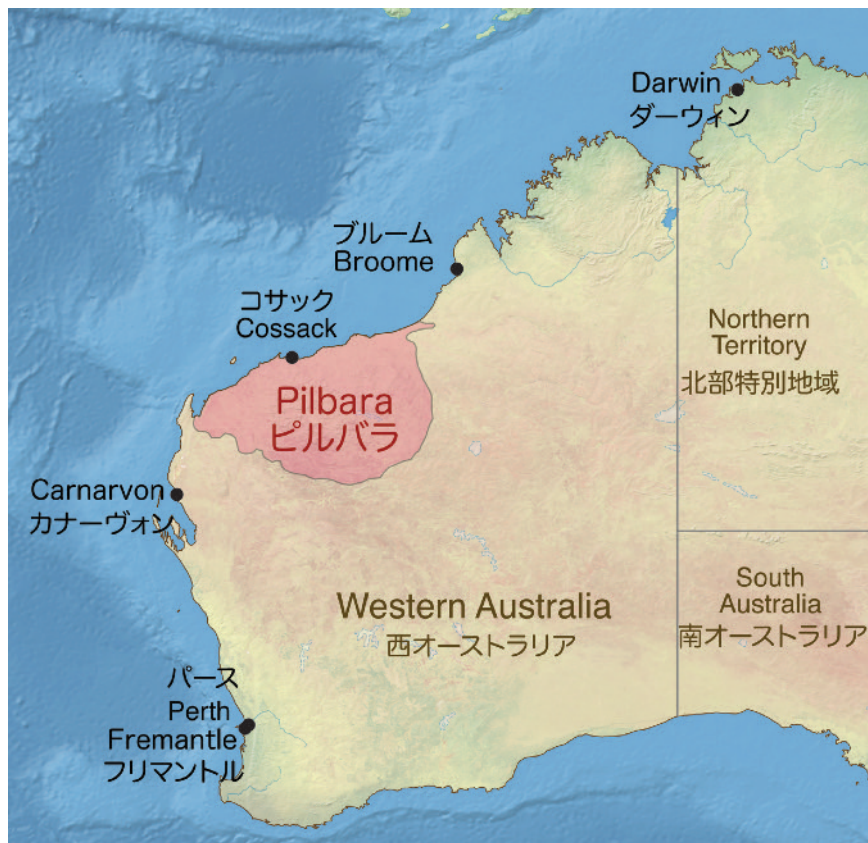 Darwin
ダーウィン
ブルーム
Broome
コサック
Cossack
Northern
Territory
北部特別地域
Pilbara
ピルバラ
Carnarvon
カナーヴォン
South
Australia
南オーストラリア
Western Australia
西オーストラリア
パース
Perth
Fremantle
フリマントル